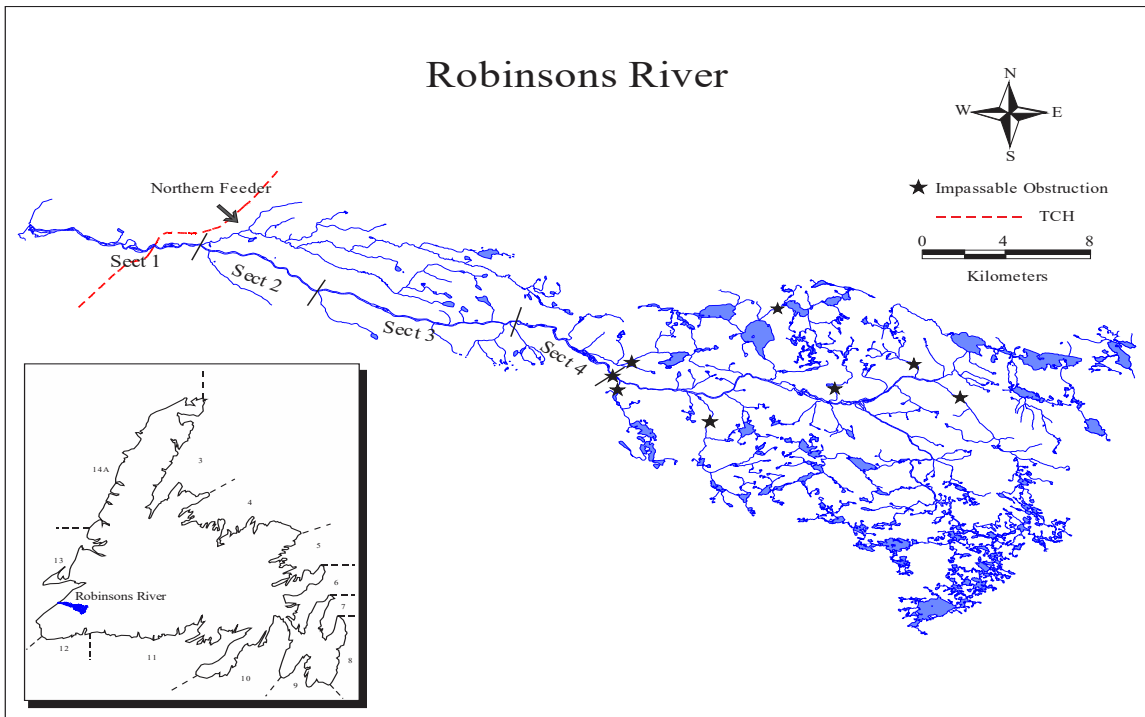 Robinsons River
N
W
E
S
Northern Feeder
Impassable Obstruction
TCH
0 4 8
Kilometers
Sect 1
Sect 2
Sect 3
Sect 4
14A
3
4
5
13
6
Robinsons River
7
12
11
8
10
9